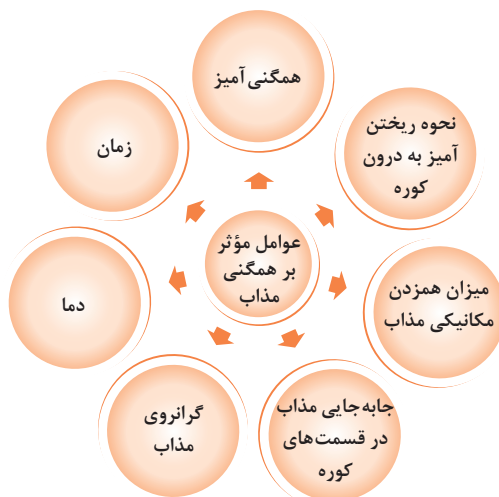 همگنی آمیز
نحوه ریختن
آمیز به درون
کوره
میزان همزدن
مکانیکی مذاب
جابه‌جایی مذاب
در قسمت‌های
کوره
گرانروی
مذاب
دما
زمان
عوامل مؤثر
بر همگنی
مذاب